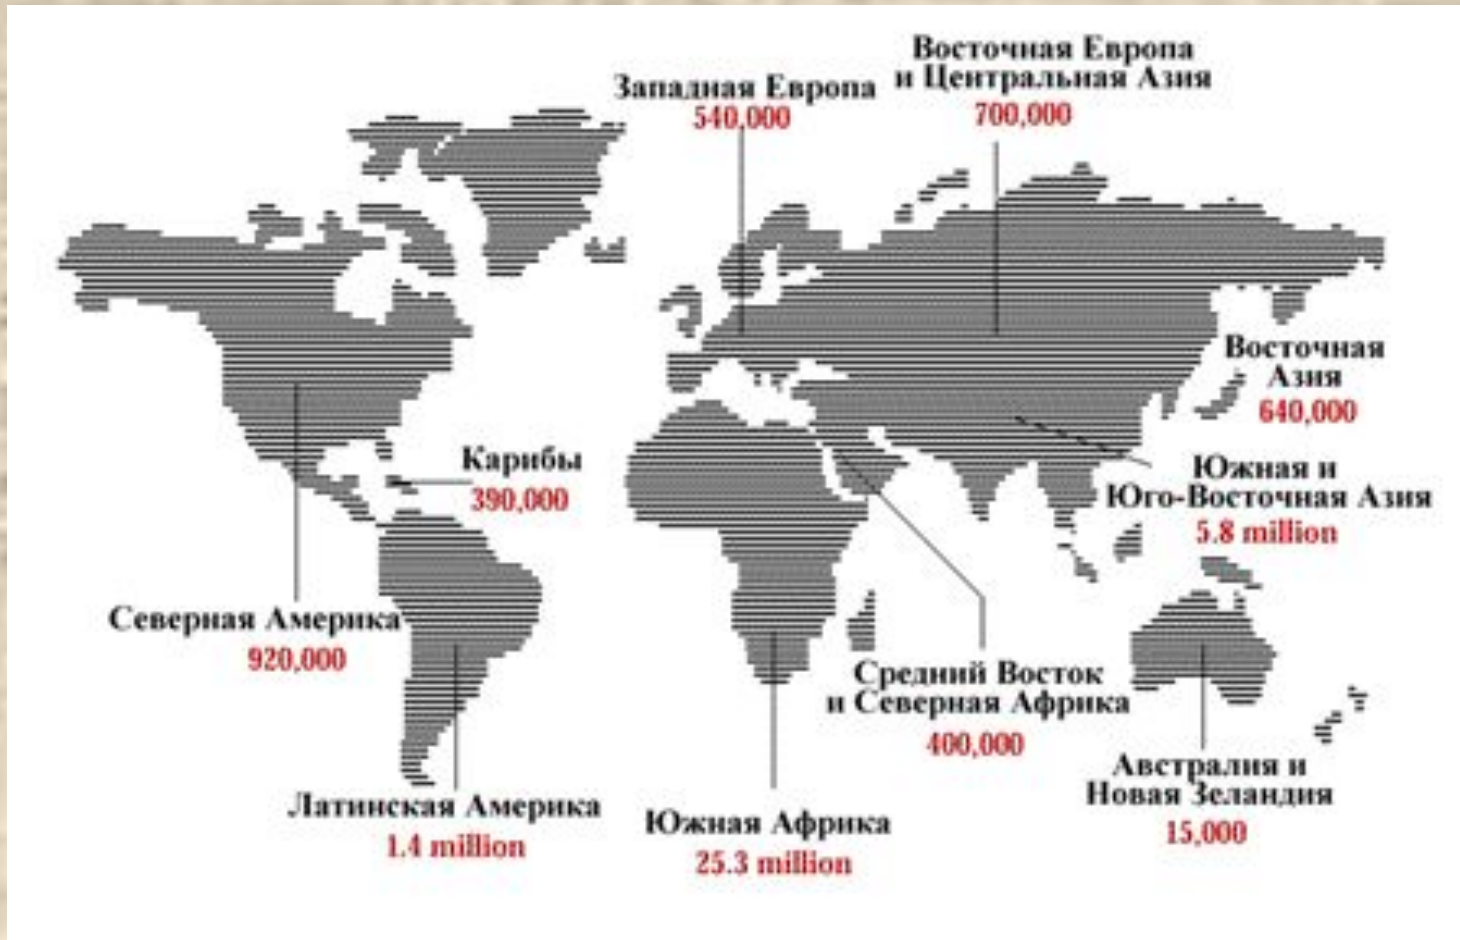 Восточная Европа
и Центральная Азия
700,000
Западная Европа
540,000
Восточная
Азия
640,000
Карибы
390,000
Южная и
Юго-Восточная Азия
5.8 million
Северная Америка
920,000
Средний Восток
и Северная Африка
400,000
Австралия и
Новая Зеландия
15,000
Латинская Америка
1.4 million
Южная Африка
25.3 million